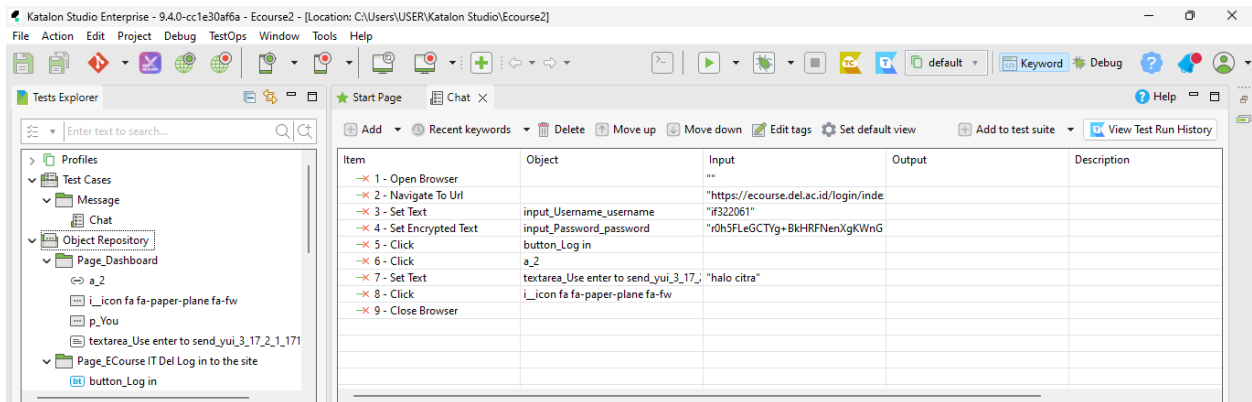 Katalon Studio Enterprise - 9.4.0-cc1e30af6a - Ecourse2 - [Location: C:\Users\USER\Katalon Studio\Ecourse2]
File Action Edit Project Debug TestOps Window Tools Help
default Keyword Debug
Tests Explorer
Start Page Chat Help
Enter text to search...
Add Recent keywords Delete Move up Move down Edit tags Set default view Add to test suite View Test Run History
Profiles
Test Cases
Message
Chat
Object Repository
Page_Dashboard
a_2
i__icon fa fa-paper-plane fa-fw
p_You
textarea_Use enter to send_yui_3_17_2_1_171
Page_ECourse IT Del Log in to the site
button_Log in
Item Object Input Output Description
1 - Open Browser ""
2 - Navigate To Url "https://ecourse.del.ac.id/login/inde
3 - Set Text input_Username_username "if322061"
4 - Set Encrypted Text input_Password_password "r0h5FLeGCTYg+BkHRFNenXgKWnG
5 - Click button_Log in
6 - Click a_2
7 - Set Text textarea_Use enter to send_yui_3_17_ "halo citra"
8 - Click i__icon fa fa-paper-plane fa-fw
9 - Close Browser